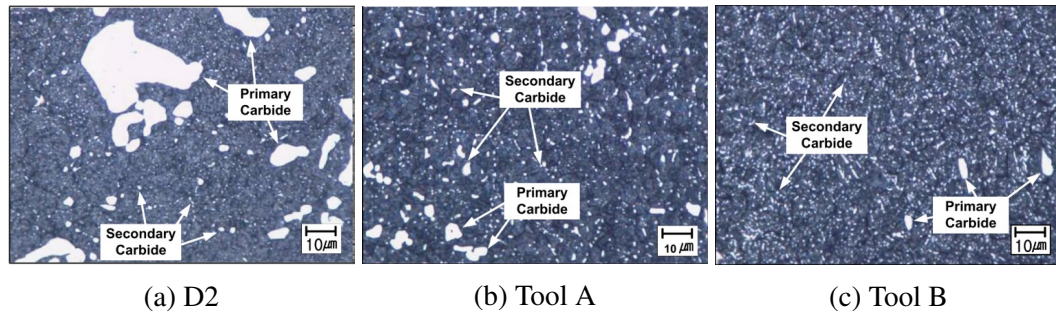 Primary
Carbide
Secondary
Carbide
10㎛
Secondary
Carbide
Primary
Carbide
10㎛
Secondary
Carbide
Primary
Carbide
10㎛
(a) D2
(b) Tool A
(c) Tool B